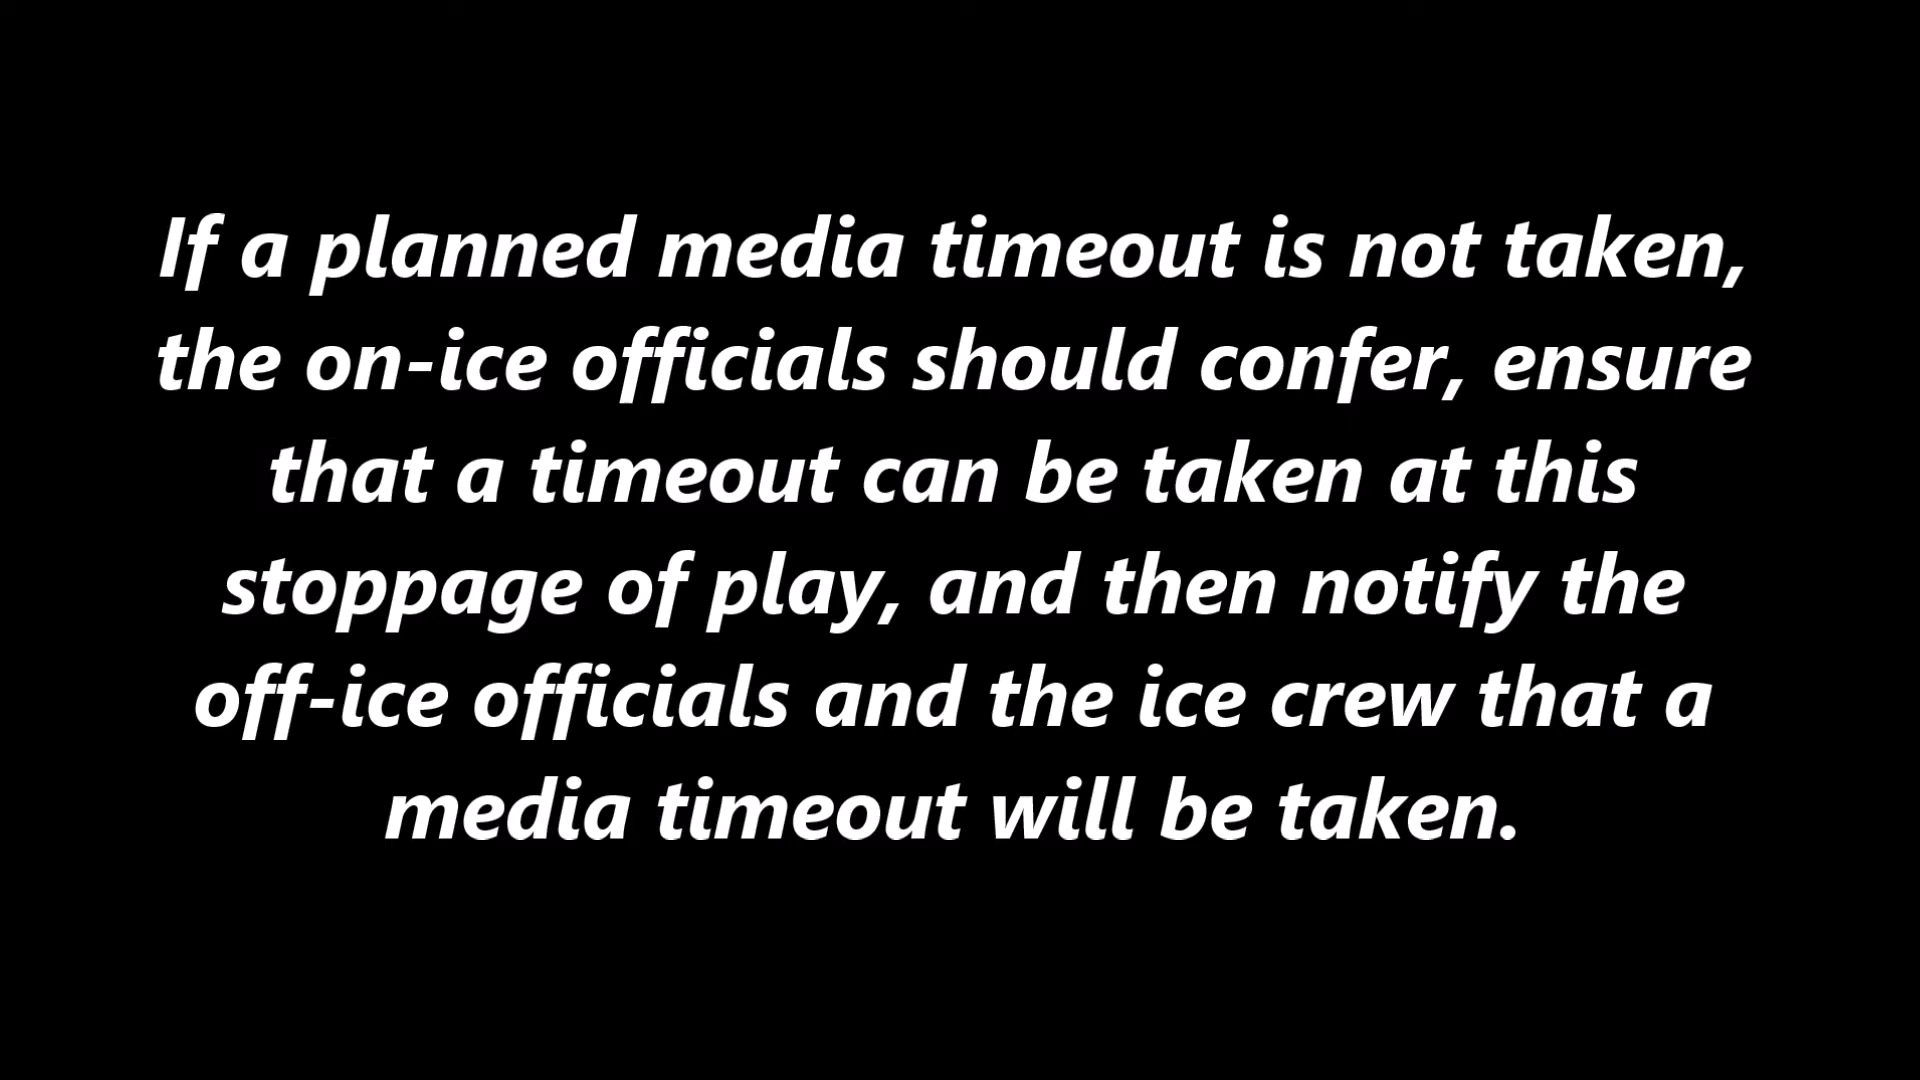 If a planned media timeout is not taken,
the on-ice officials should confer, ensure
that a timeout can be taken at this
stoppage of play, and then notify the
off-ice officials and the ice crew that a
media timeout will be taken.